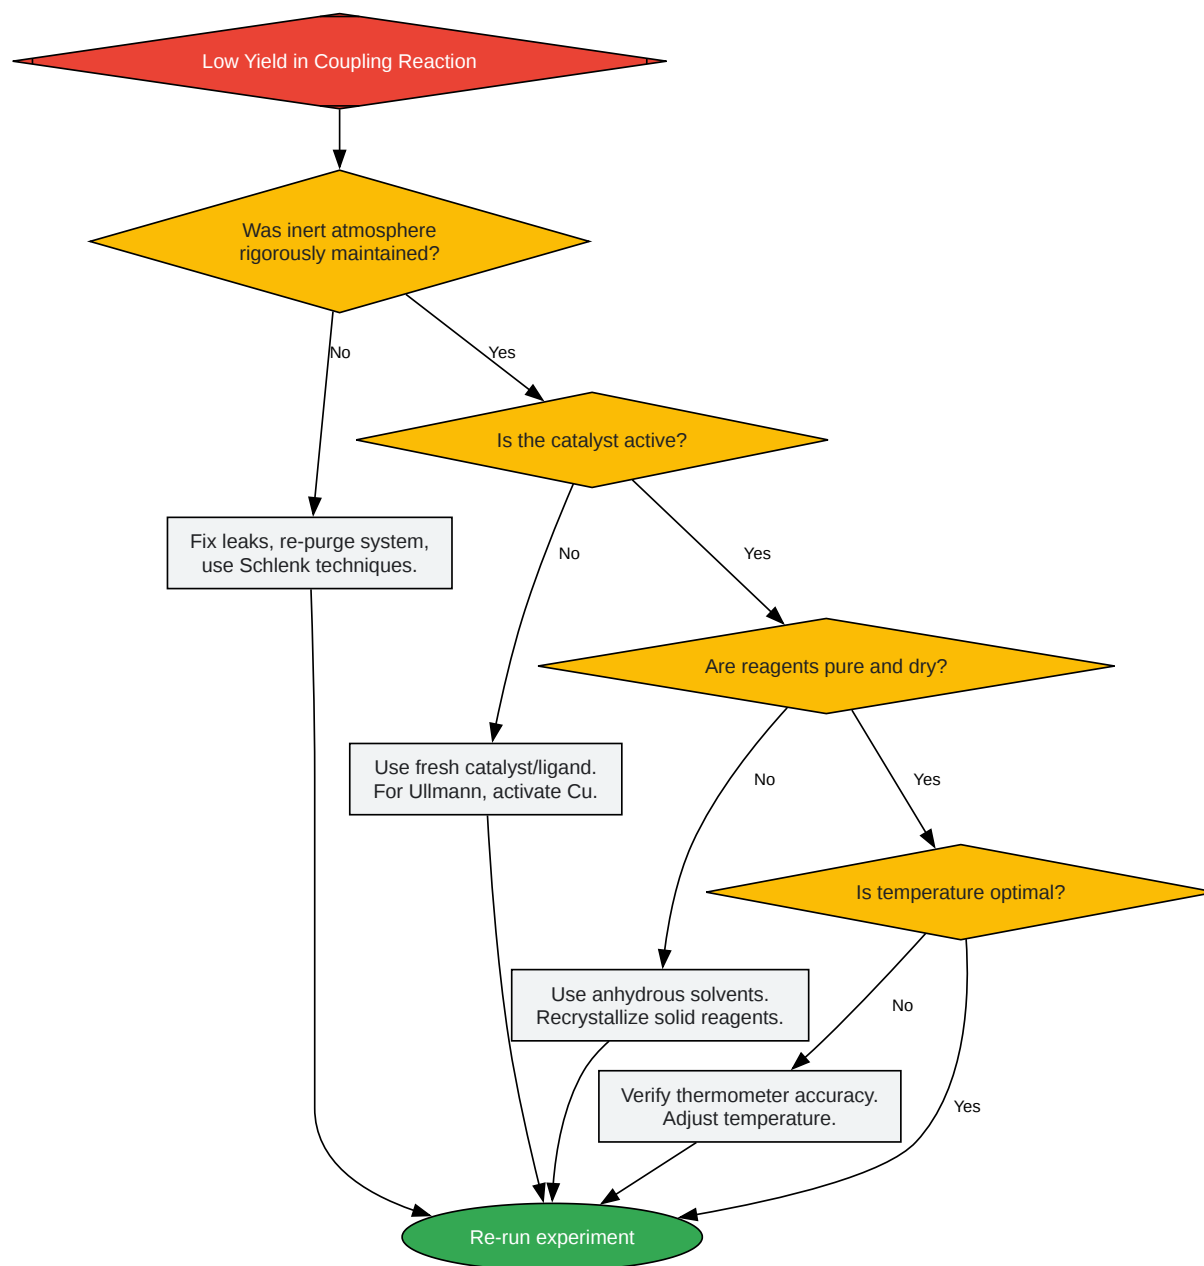 Low Yield in Coupling Reaction
Was inert atmosphere
rigorously maintained?
No
Yes
Is the catalyst active?
Fix leaks, re-purge system,
use Schlenk techniques.
No
Yes
Are reagents pure and dry?
Use fresh catalyst/ligand.
For Ullmann, activate Cu.
No
Yes
Is temperature optimal?
Use anhydrous solvents.
Recrystallize solid reagents.
No
Verify thermometer accuracy.
Adjust temperature.
Yes
Re-run experiment